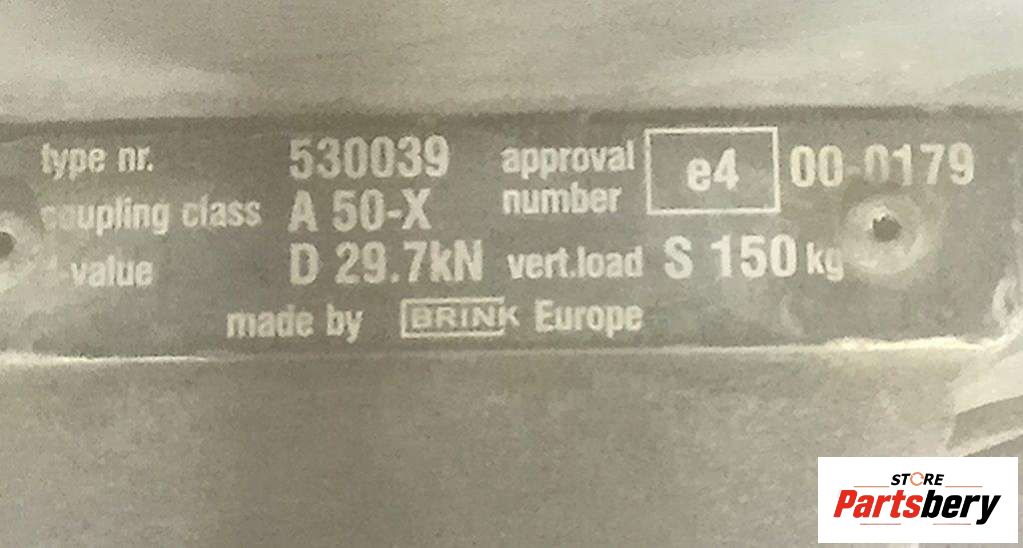 type nr. 530039 approval number e4 00-0179
coupling class A 50-X
-value D 29.7kN vert.load S 150 kg
made by BRINK Europe
STORE
Partsbery